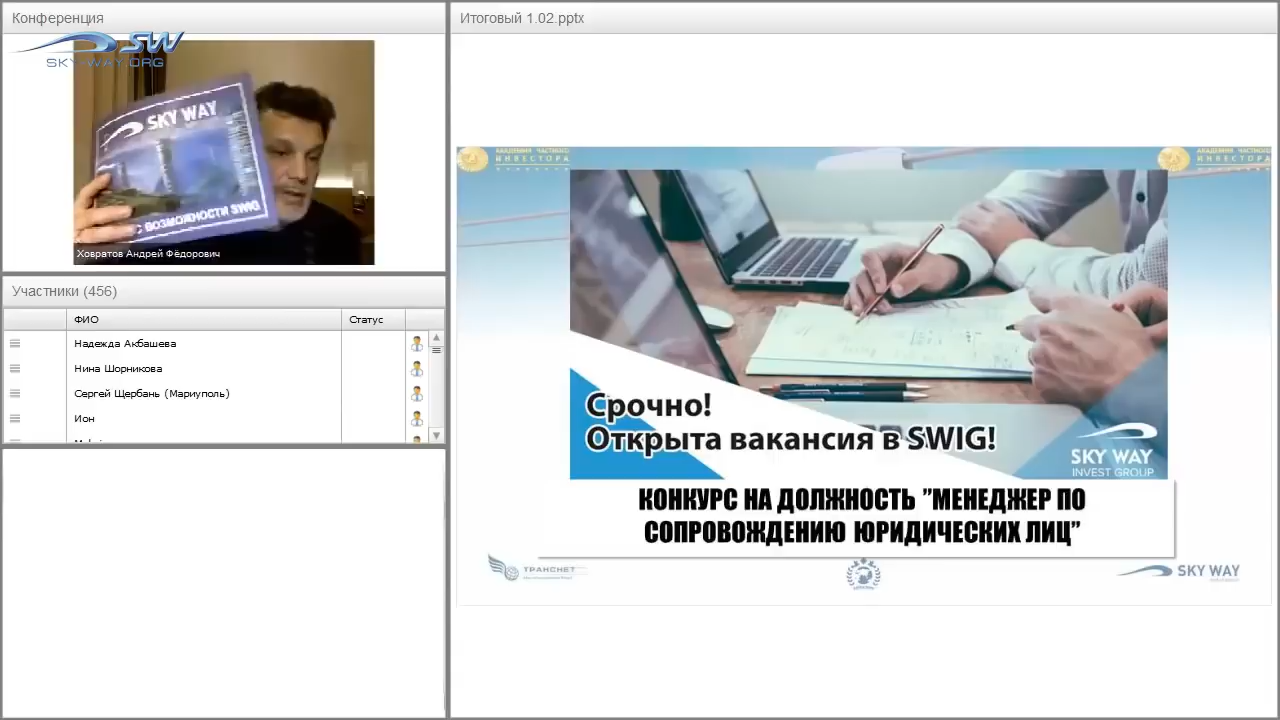 Конференция
SW
SKY-WAY.ORG
SKY WAY
ВОЗМОЖНОСТИ SWIG
Ховратов Андрей Фёдорович
Участники (456)
ФИО
Статус
Надежда Акбашева
Нина Шорникова
Сергей Щербань (Мариуполь)
Ион
Итоговый 1.02.pptx
АКАДЕМИЯ ЧАСТНОГО
ИНВЕСТОРА
АКАДЕМИЯ ЧАСТНОГО
ИНВЕСТОРА
Срочно!
Открыта вакансия в SWIG!
SKY WAY
INVEST GROUP
КОНКУРС НА ДОЛЖНОСТЬ "МЕНЕДЖЕР ПО
СОПРОВОЖДЕНИЮ ЮРИДИЧЕСКИХ ЛИЦ"
ТРАНСНЕТ
SKY WAY